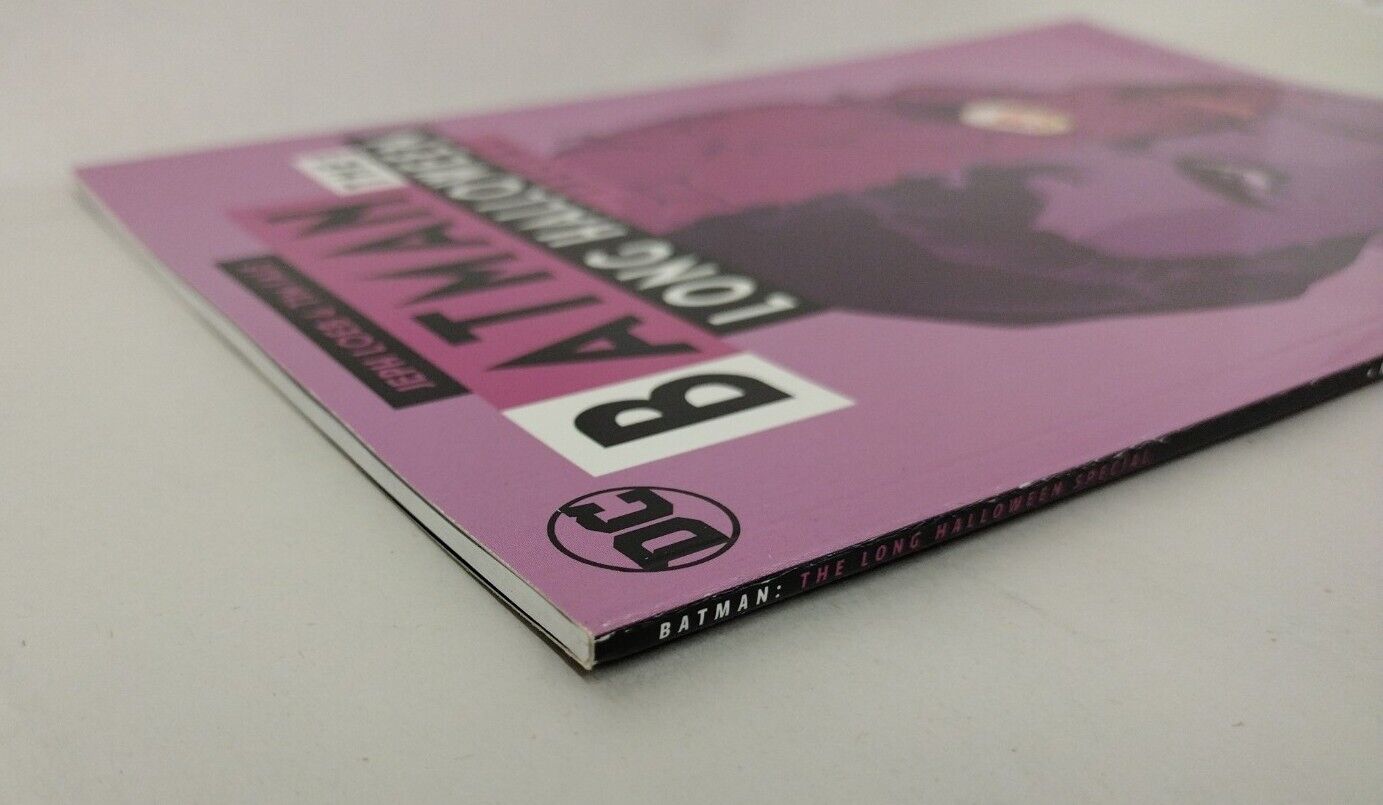 JEPH LOEB & TIM SALE
BATMAN
THE
LONG HALLOWEEN
DC
BATMAN: THE LONG HALLOWEEN SPECIAL